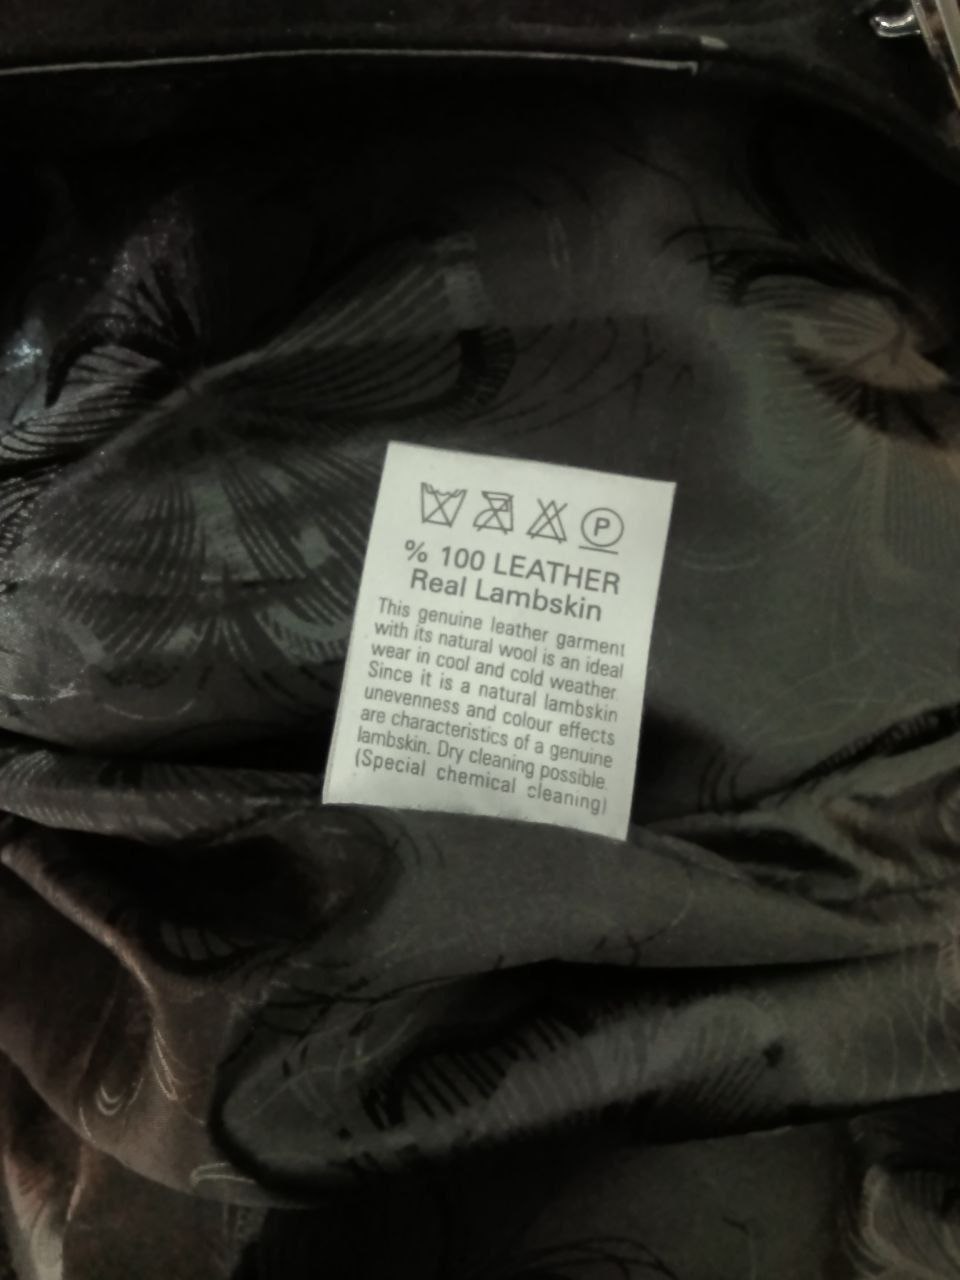 P
% 100 LEATHER
Real Lambskin
This genuine leather garment
with its natural wool is an ideal
wear in cool and cold weather.
Since it is a natural lambskin
unevenness and colour effects
are characteristics of a genuine
lambskin. Dry cleaning possible.
(Special chemical cleaning)